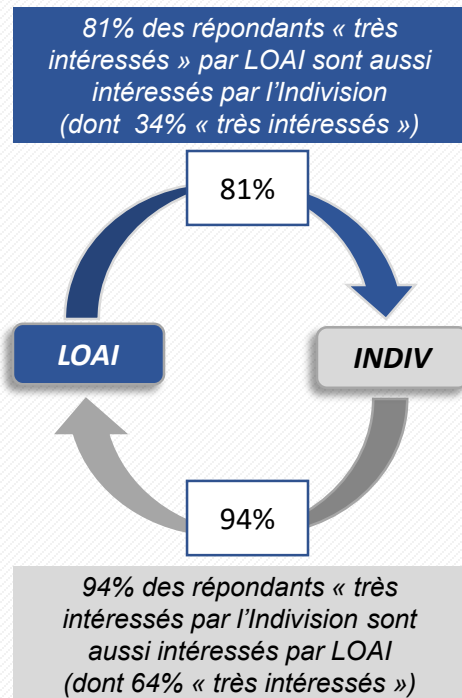 81% des répondants « très
intéressés » par LOAI sont aussi
intéressés par l’Indivision
(dont 34% « très intéressés »)
81%
LOAI
INDIV
94%
94% des répondants « très
intéressés par l’Indivision sont
aussi intéressés par LOAI
(dont 64% « très intéressés »)